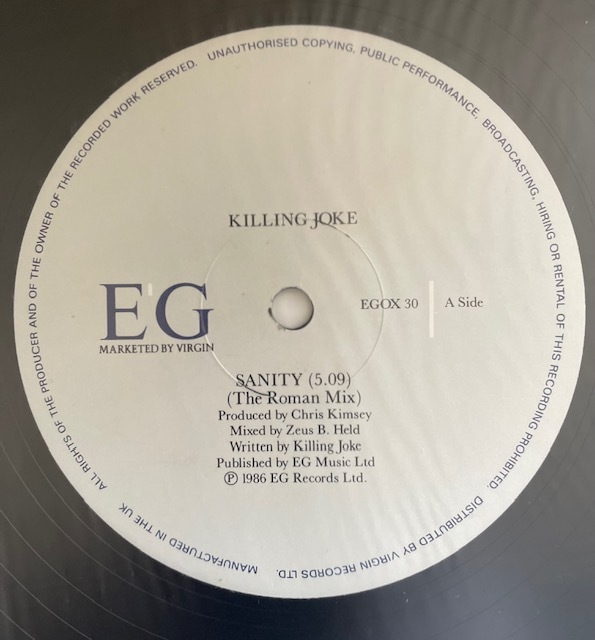 ALL RIGHTS OF THE PRODUCER AND OF THE OWNER OF THE RECORDED WORK RESERVED. UNAUTHORISED COPYING, PUBLIC PERFORMANCE, BROADCASTING, HIRING OR RENTAL OF THIS RECORDING PROHIBITED. DISTRIBUTED BY VIRGIN RECORDS LTD. MANUFACTURED IN THE UK
KILLING JOKE
E'G
MARKETED BY VIRGIN
EGOX 30 A Side
SANITY (5.09)
(The Roman Mix)
Produced by Chris Kimsey
Mixed by Zeus B. Held
Written by Killing Joke
Published by EG Music Ltd
℗ 1986 EG Records Ltd.